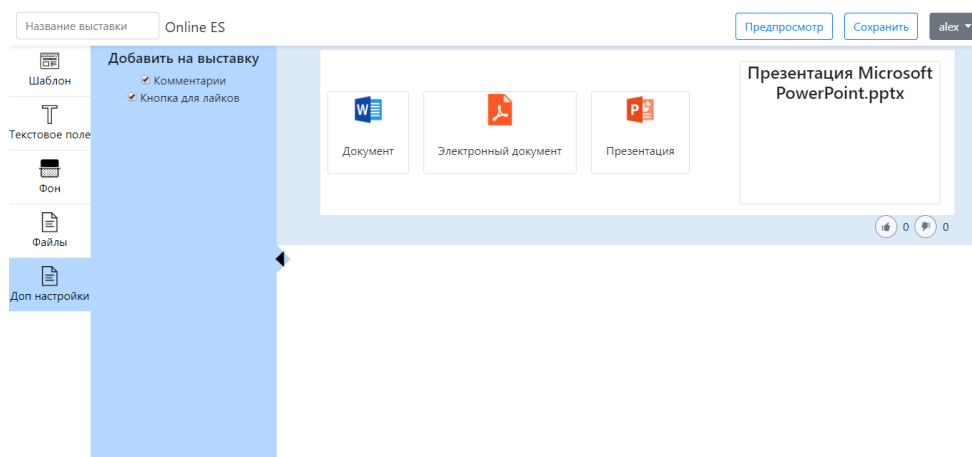 Название выставки
Online ES
Предпросмотр
Сохранить
alex
Шаблон
Текстовое поле
Фон
Файлы
Доп настройки
Добавить на выставку
Комментарии
Кнопка для лайков
W
Документ
Электронный документ
P
Презентация
Презентация Microsoft
PowerPoint.pptx
0
0